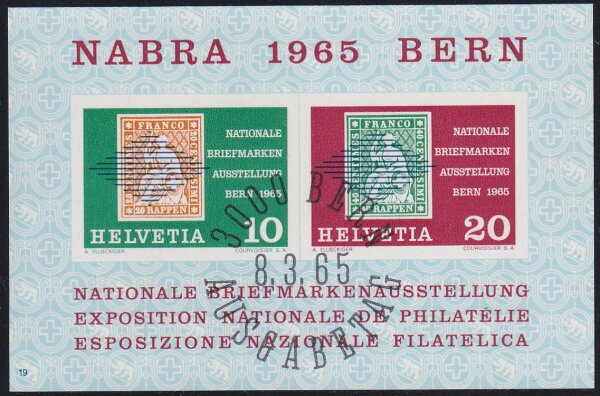 NABRA 1965 BERN
FRANCO
20 RAPPEN
NATIONALE
BRIEFMARKEN
AUSSTELLUNG
BERN 1965
HELVETIA 10
A. FLUECKIGER
COURVOISIER S.A.
FRANCO
RAPPEN
NATIONALE
BRIEFMARKEN
AUSSTELLUNG
BERN 1965
HELVETIA 20
A. FLUECKIGER
COURVOISIER S.A.
3000 BERN
8.3.65
AUSGABETAG
NATIONALE BRIEFMARKENAUSSTELLUNG
EXPOSITION NATIONALE DE PHILATÉLIE
ESPOSIZIONE NAZIONALE FILATELICA
19